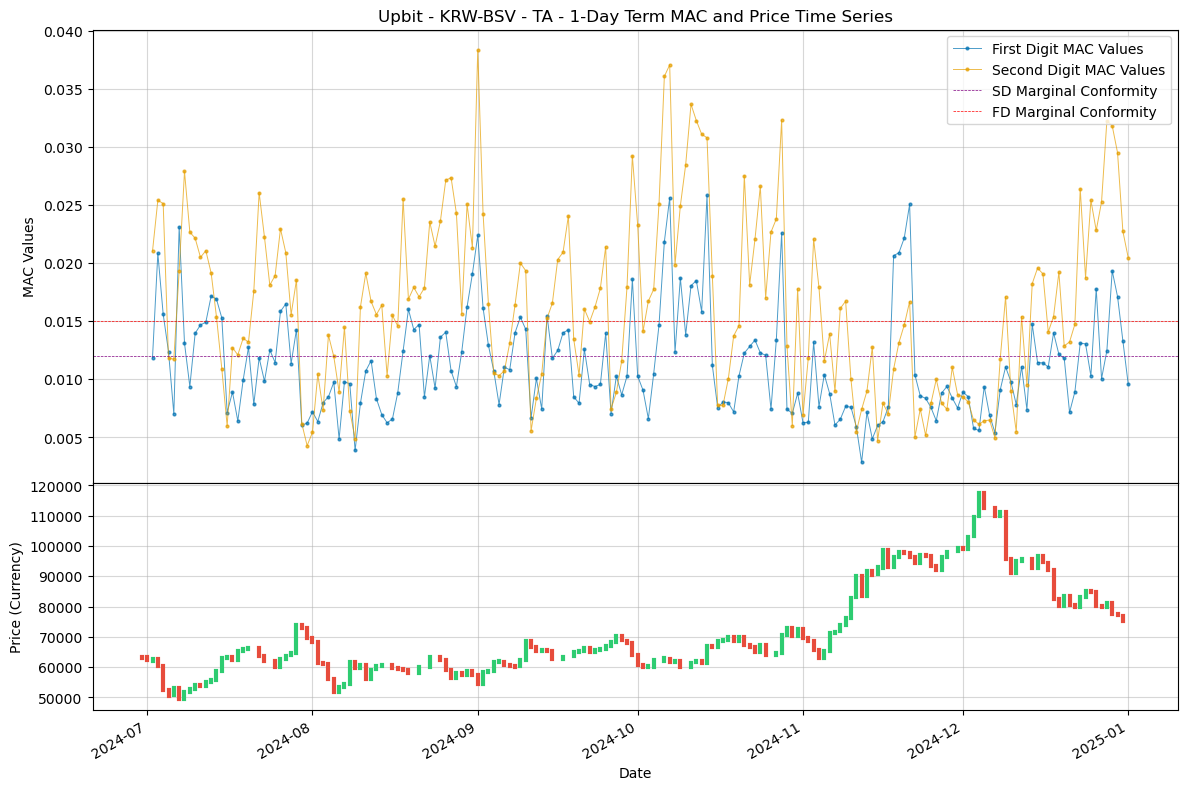 Upbit - KRW-BSV - TA - 1-Day Term MAC and Price Time Series
0.040
0.035
0.030
0.025
0.020
0.015
0.010
0.005
MAC Values
First Digit MAC Values
Second Digit MAC Values
SD Marginal Conformity
FD Marginal Conformity
120000
110000
100000
90000
80000
70000
60000
50000
Price (Currency)
2024-07
2024-08
2024-09
2024-10
2024-11
2024-12
2025-01
Date